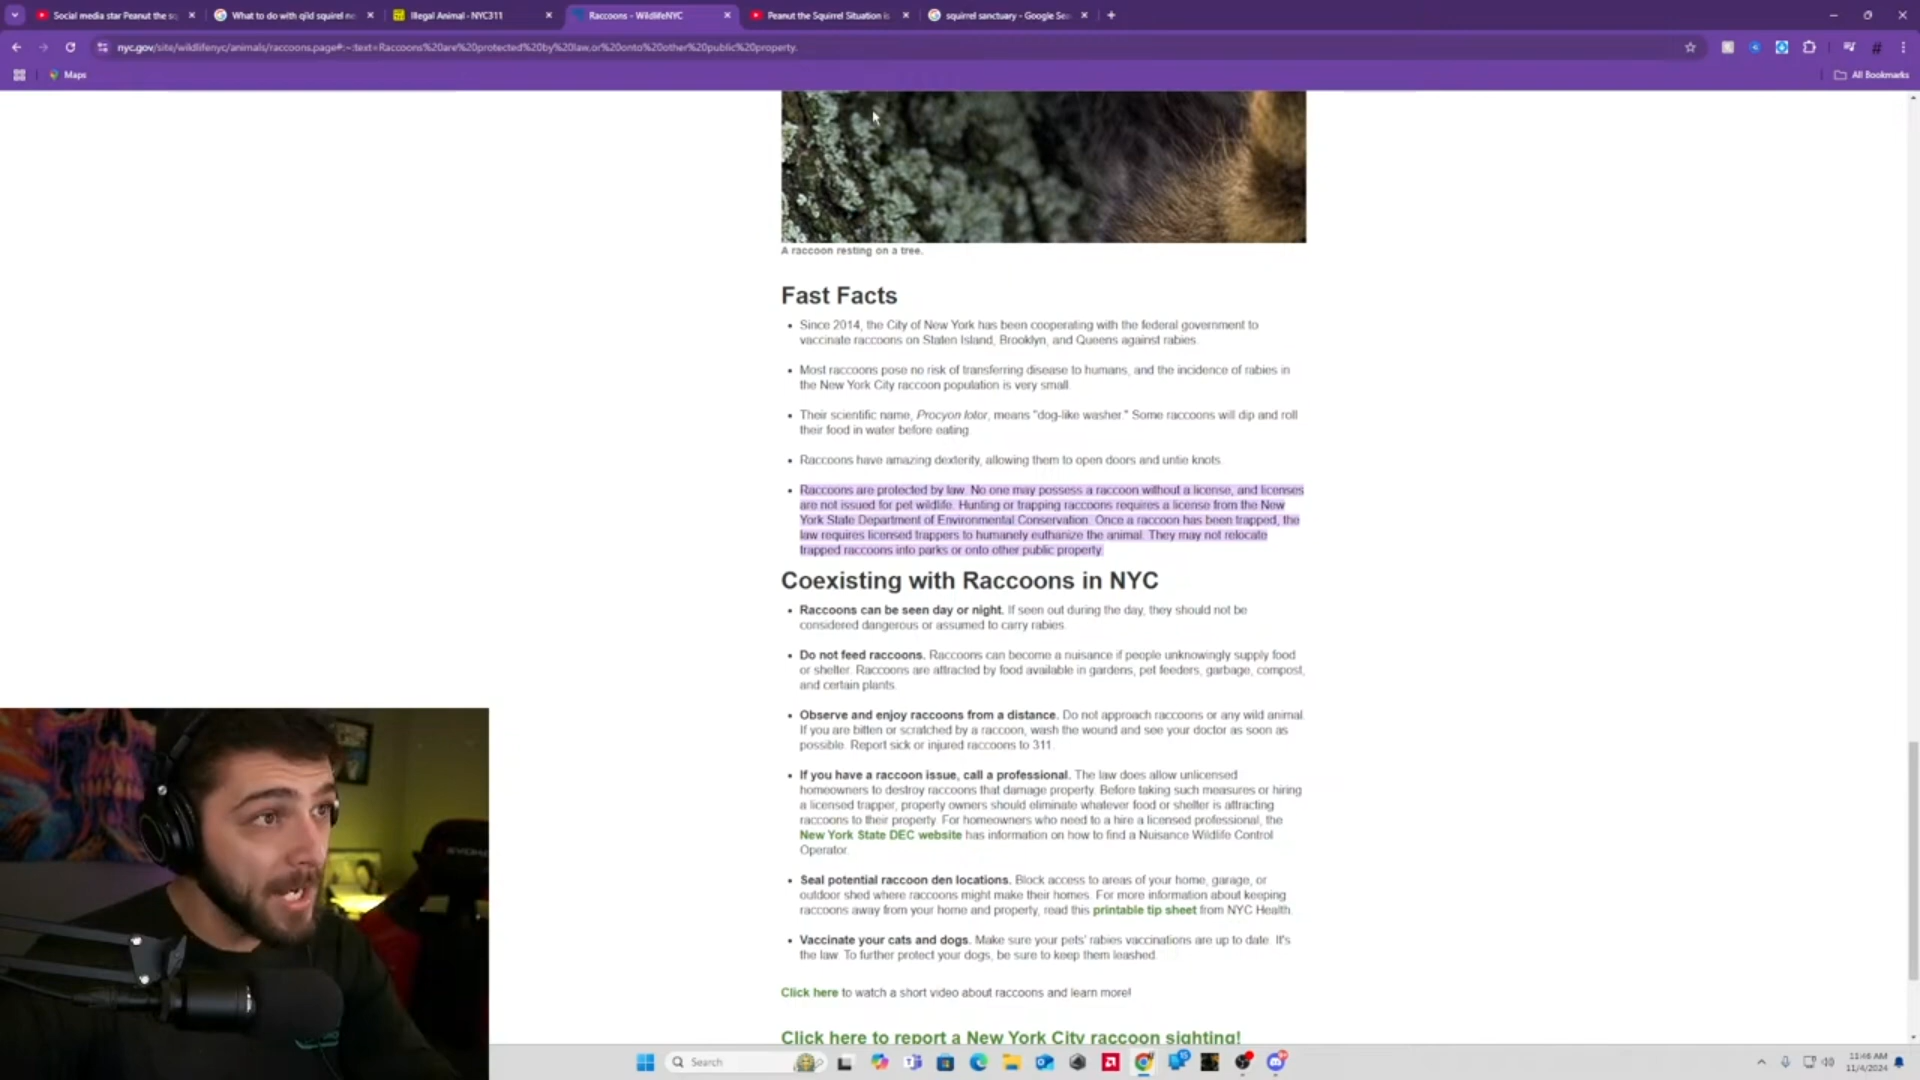 Social media star Peanut the sq
What to do with
squirel ne
Illegal Animal - NYC311
Raccoons - WildlifeNYC
Peanut the Squirrel Situation is
squirrel sanctuary - Google Sea
nyc.gov/site/wildlifenyc/animals/raccoons.page#:~:text=Raccoons%20are%20protected%20by%20law,or%20onto%20other%20public%20property.
Maps
All Bookmarks
A raccoon resting on a tree.
Fast Facts
• Since 2014, the City of New York has been cooperating with the federal government to
vaccinate raccoons on Staten Island, Brooklyn, and Queens against rabies.
• Most raccoons pose no risk of transferring disease to humans, and the incidence of rabies in
the New York City raccoon population is very small.
• Their scientific name, Procyon lotor, means "dog-like washer." Some raccoons will dip and roll
their food in water before eating.
• Raccoons have amazing dexterity, allowing them to open doors and untie knots.
• Raccoons are protected by law. No one may possess a raccoon without a license, and licenses
are not issued for pet wildlife. Hunting or trapping raccoons requires a license from the New
York State Department of Environmental Conservation. Once a raccoon has been trapped, the
law requires licensed trappers to humanely euthanize the animal. They may not relocate
trapped raccoons into parks or onto other public property.
Coexisting with Raccoons in NYC
• Raccoons can be seen day or night. If seen out during the day, they should not be
considered dangerous or assumed to carry rabies.
• Do not feed raccoons. Raccoons can become a nuisance if people unknowingly supply food
or shelter. Raccoons are attracted by food available in gardens, pet feeders, garbage, compost,
and certain plants.
• Observe and enjoy raccoons from a distance. Do not approach raccoons or any wild animal.
If you are bitten or scratched by a raccoon, wash the wound and see your doctor as soon as
possible. Report sick or injured raccoons to 311.
• If you have a raccoon issue, call a professional. The law does allow unlicensed
homeowners to destroy raccoons that damage property. Before taking such measures or hiring
a licensed trapper, property owners should eliminate whatever food or shelter is attracting
raccoons to their property. For homeowners who need to a hire a licensed professional, the
New York State DEC website has information on how to find a Nuisance Wildlife Control
Operator.
• Seal potential raccoon den locations. Block access to areas of your home, garage, or
outdoor shed where raccoons might make their homes. For more information about keeping
raccoons away from your home and property, read this printable tip sheet from NYC Health.
• Vaccinate your cats and dogs. Make sure your pets' rabies vaccinations are up to date. It's
the law. To further protect your dogs, be sure to keep them leashed.
Click here to watch a short video about raccoons and learn more!
Click here to report a New York City raccoon sighting!
Search
11:46 AM
11/4/2024